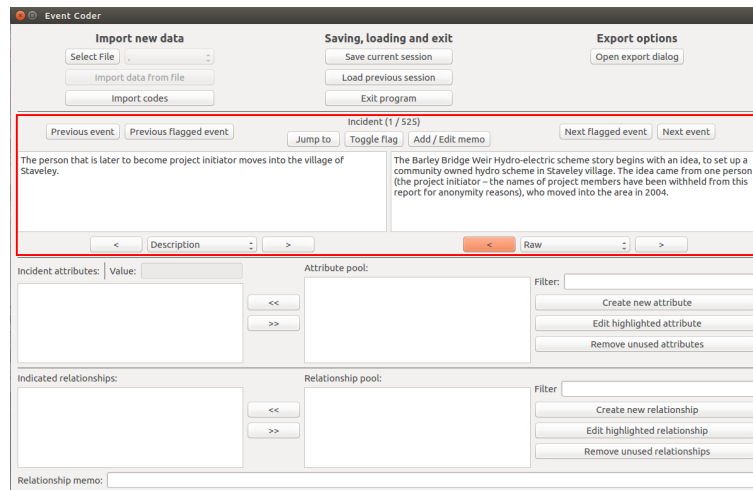 Event Coder
Import new data
Saving, loading and exit
Export options
Select File
,
Save current session
Open export dialog
Import data from file
Load previous session
Import codes
Exit program
Incident (1 / 525)
Previous event
Previous flagged event
Jump to
Toggle flag
Add / Edit memo
Next flagged event
Next event
The person that is later to become project initiator moves into the village of
Staveley.
The Barley Bridge Weir Hydro-electric scheme story begins with an idea, to set up a
community owned hydro scheme in Staveley village. The idea came from one person
(the project initiator – the names of project members have been withheld from this
report for anonymity reasons), who moved into the area in 2004.
<
Description
>
<
Raw
>
Incident attributes:
Value:
Attribute pool:
Filter:
<<
>>
Create new attribute
Edit highlighted attribute
Remove unused attributes
Indicated relationships:
Relationship pool:
Filter
<<
>>
Create new relationship
Edit highlighted relationship
Remove unused relationships
Relationship memo: